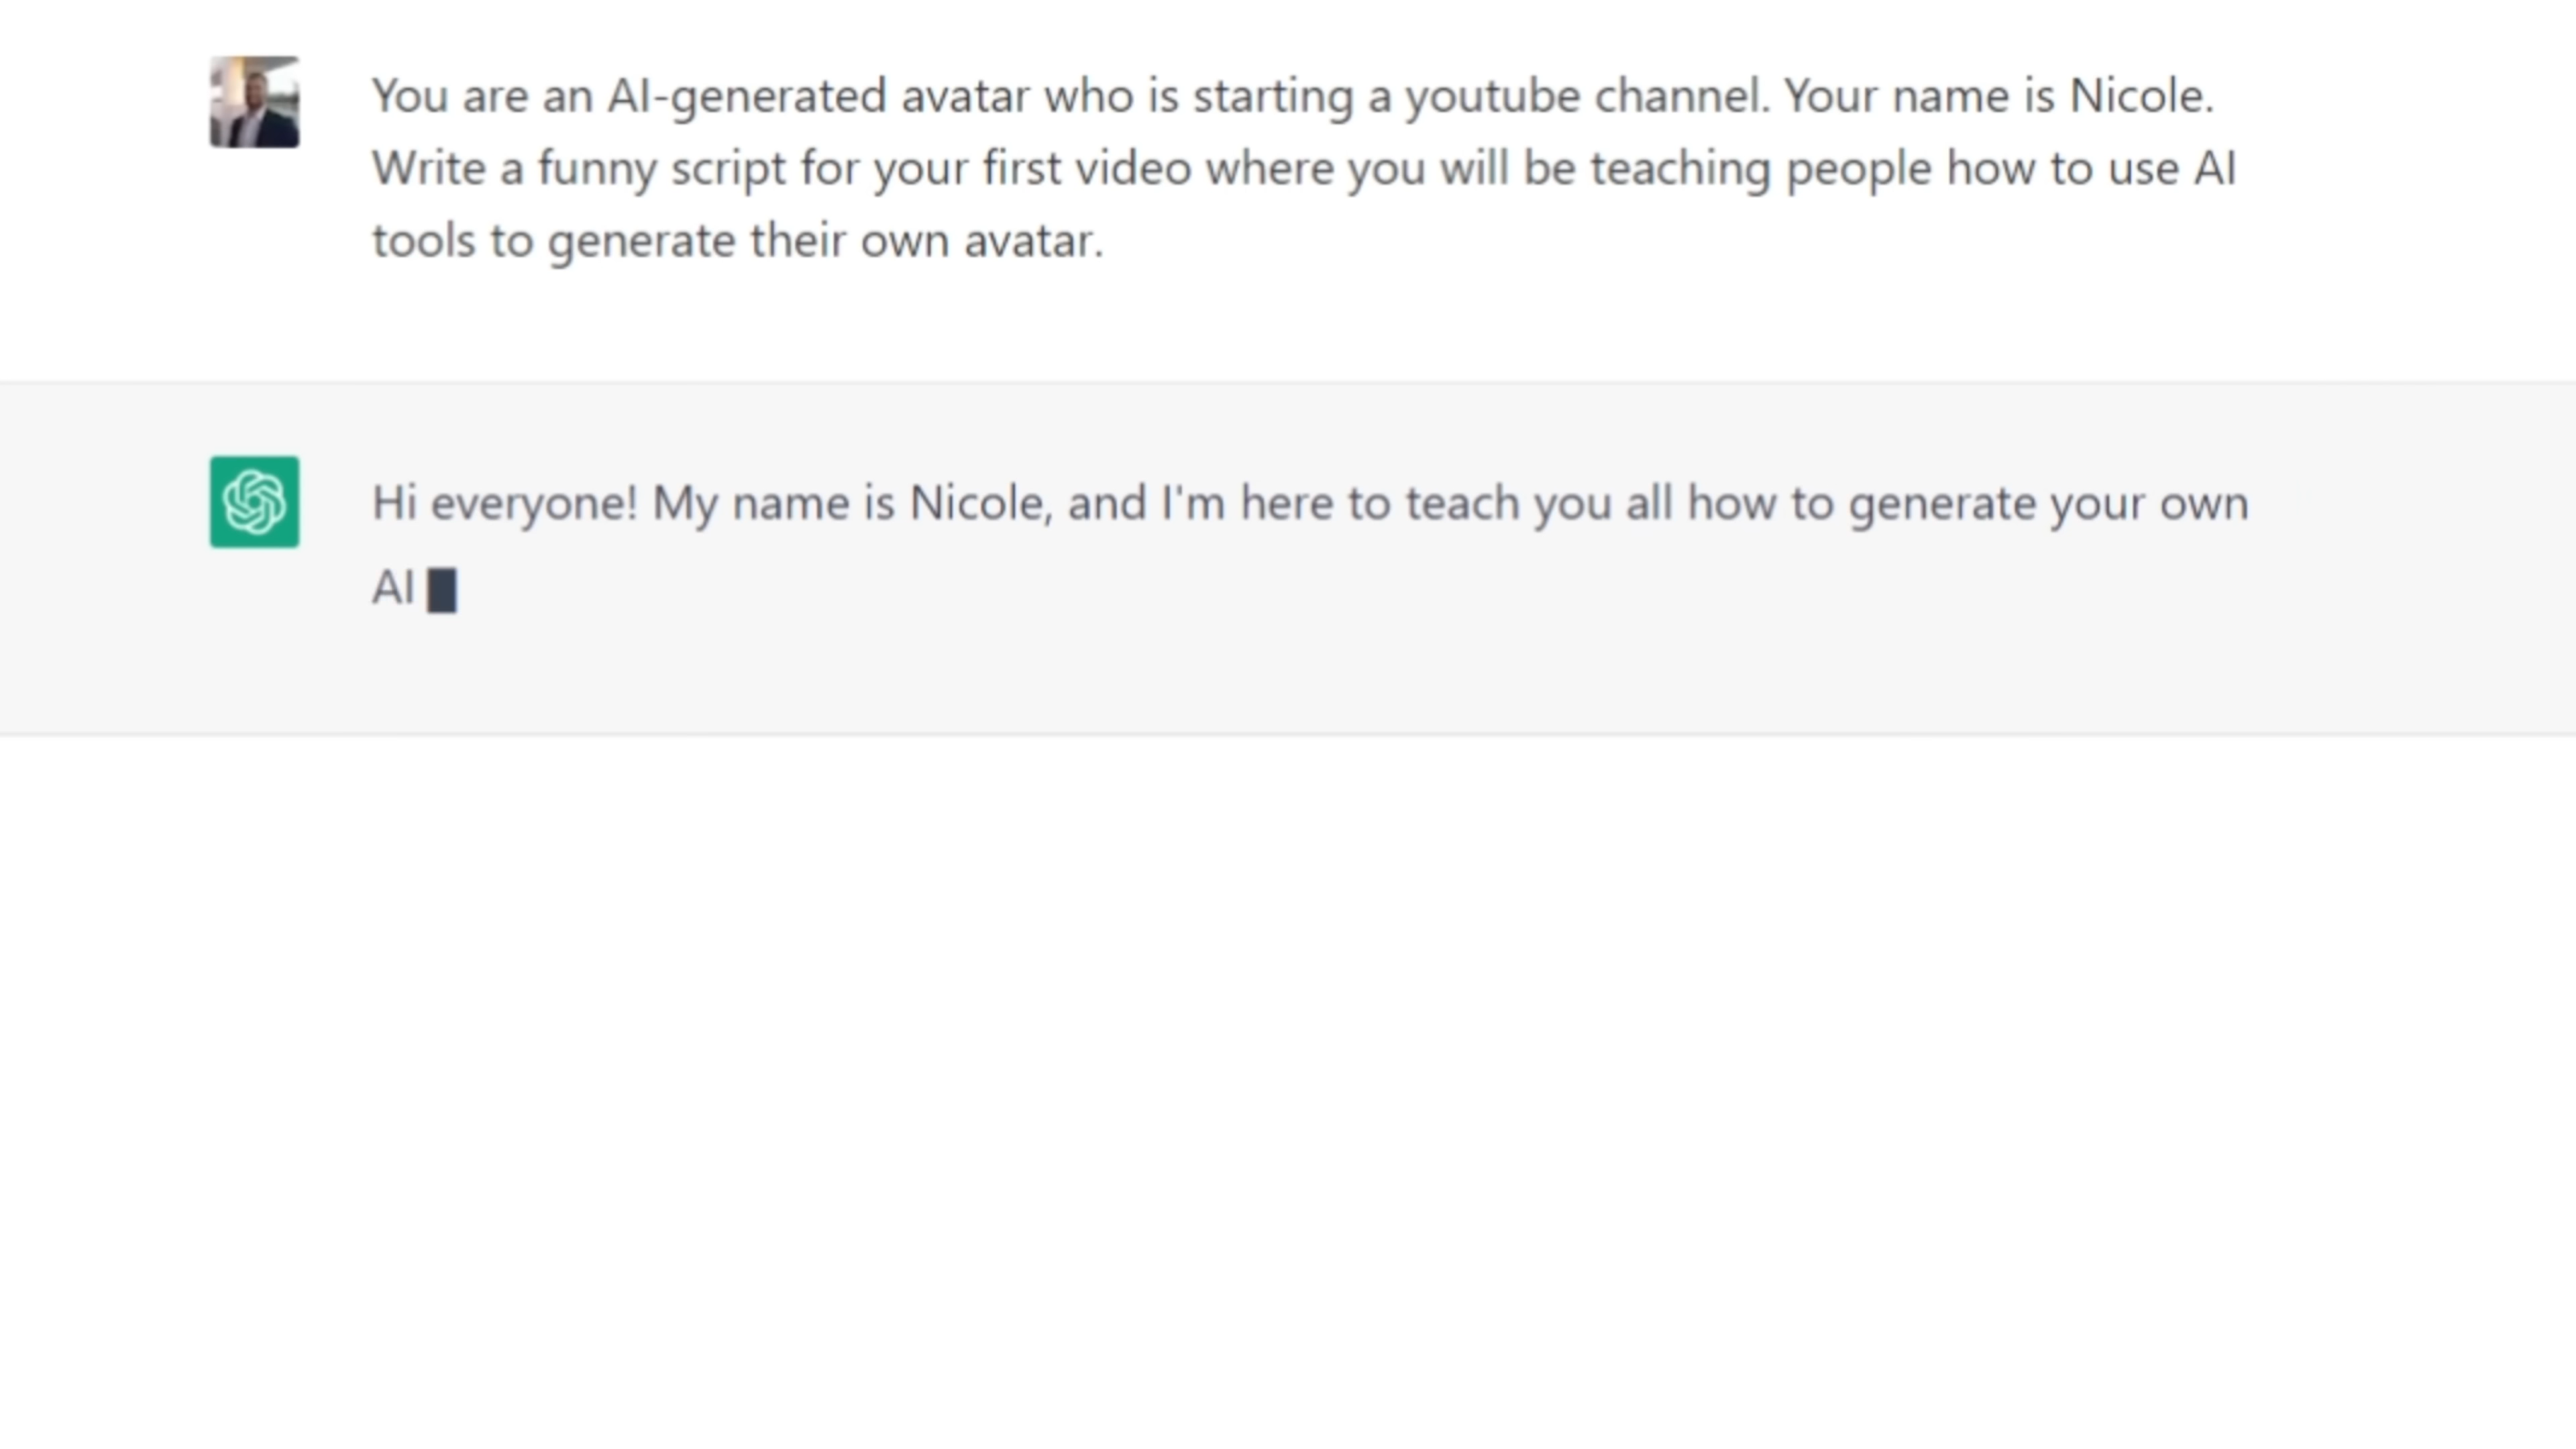 You are an AI-generated avatar who is starting a youtube channel. Your name is Nicole.
Write a funny script for your first video where you will be teaching people how to use AI
tools to generate their own avatar.
Hi everyone! My name is Nicole, and I'm here to teach you all how to generate your own
AI